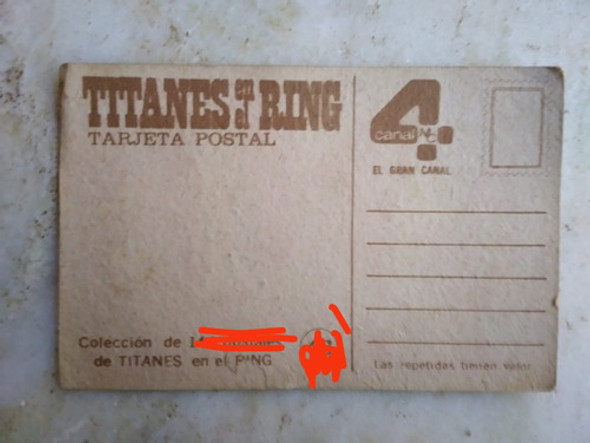 TITANES en el RING
TARJETA POSTAL
canal
4
EL GRAN CANAL
Colección de
de TITANES en el RING
Las repetidas tienen valor